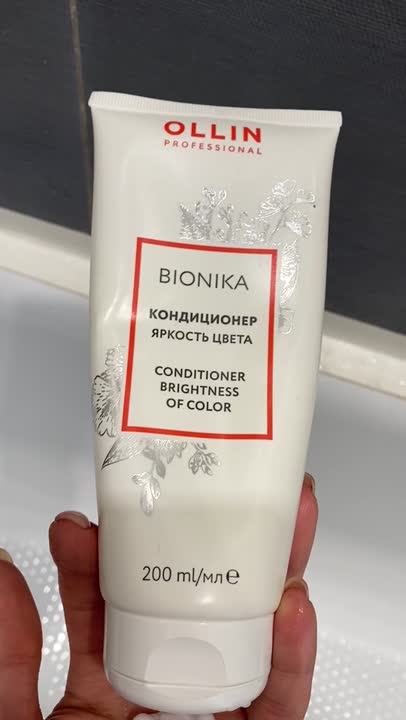 OLLIN
PROFESSIONAL
BIONIKA
КОНДИЦИОНЕР
ЯРКОСТЬ ЦВЕТА
CONDITIONER
BRIGHTNESS
OF COLOR
200 ml/мл℮